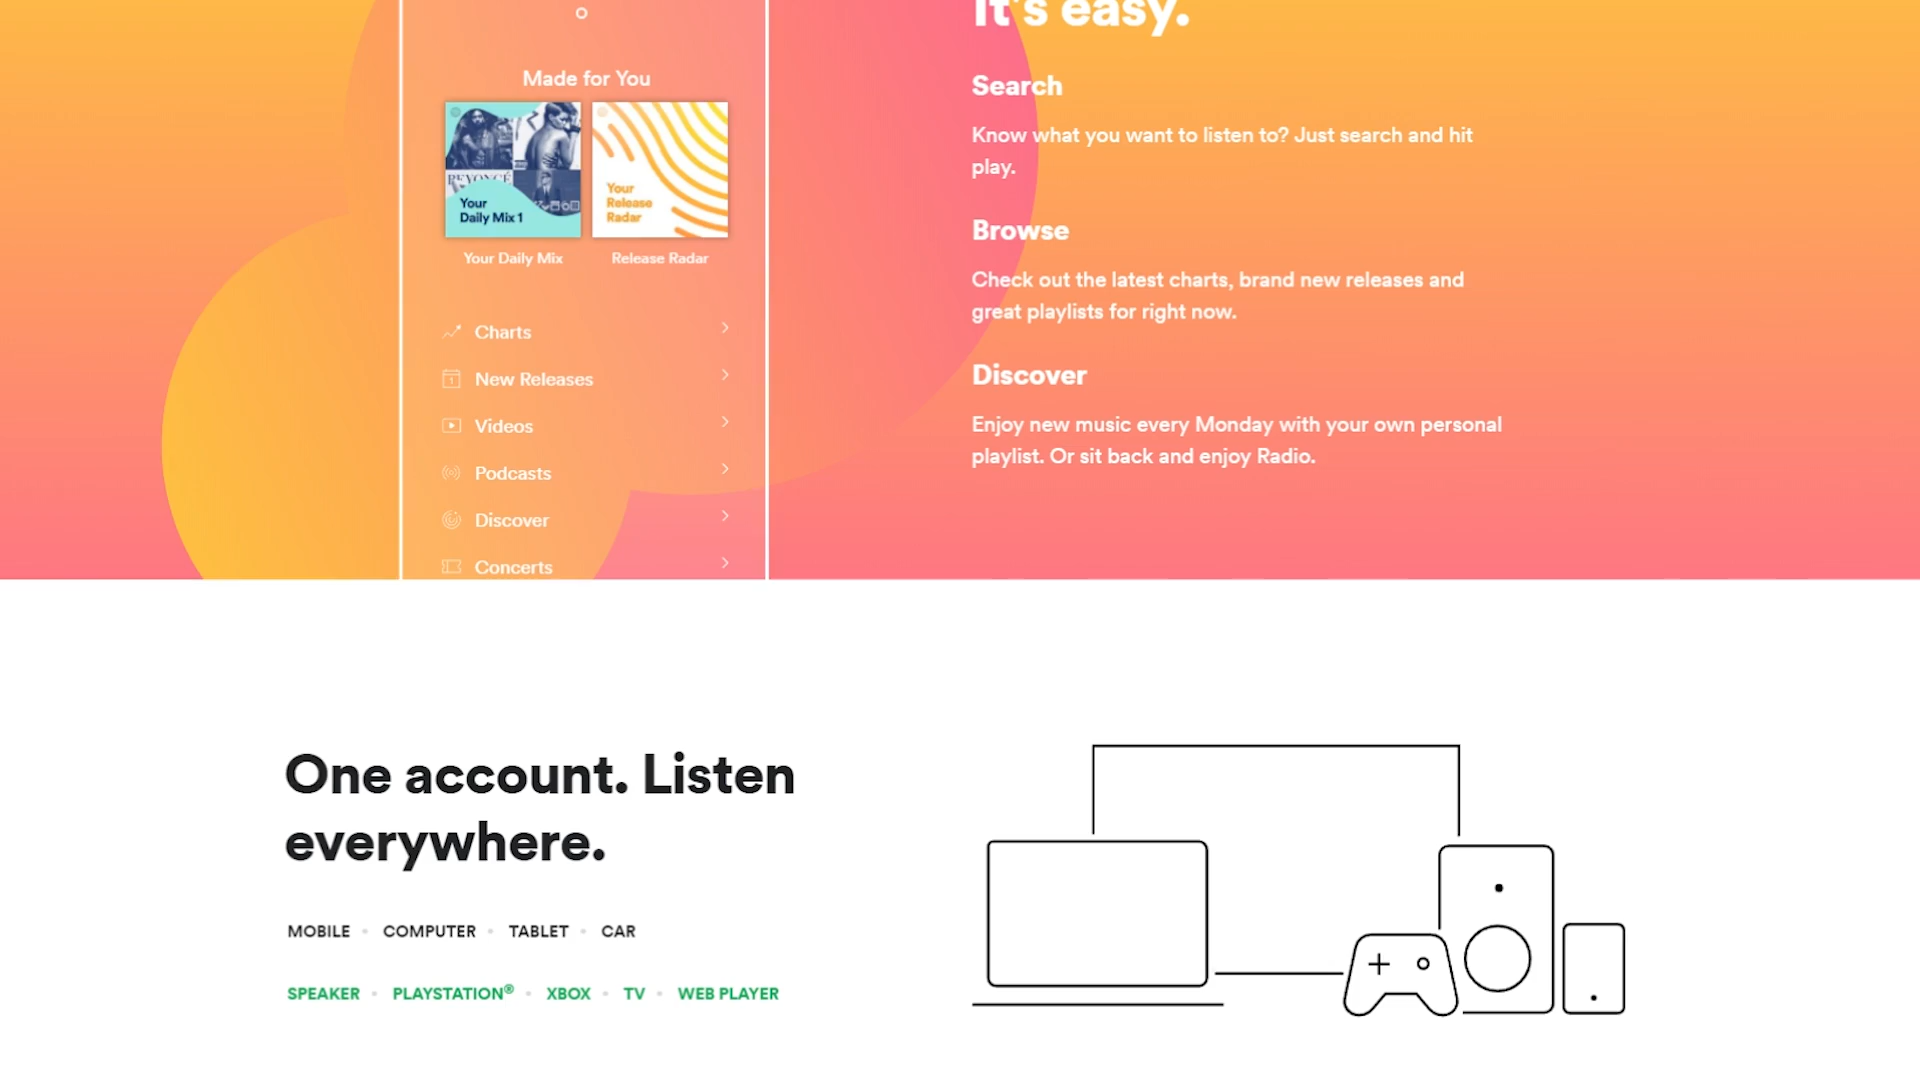 It's easy.
Made for You
BEYONCÉ
Your
Daily Mix 1
Your
Release
Radar
Your Daily Mix
Release Radar
Charts
New Releases
Videos
Podcasts
Discover
Concerts
Search
Know what you want to listen to? Just search and hit
play.
Browse
Check out the latest charts, brand new releases and
great playlists for right now.
Discover
Enjoy new music every Monday with your own personal
playlist. Or sit back and enjoy Radio.
One account. Listen
everywhere.
MOBILE • COMPUTER • TABLET • CAR
SPEAKER • PLAYSTATION® • XBOX • TV • WEB PLAYER